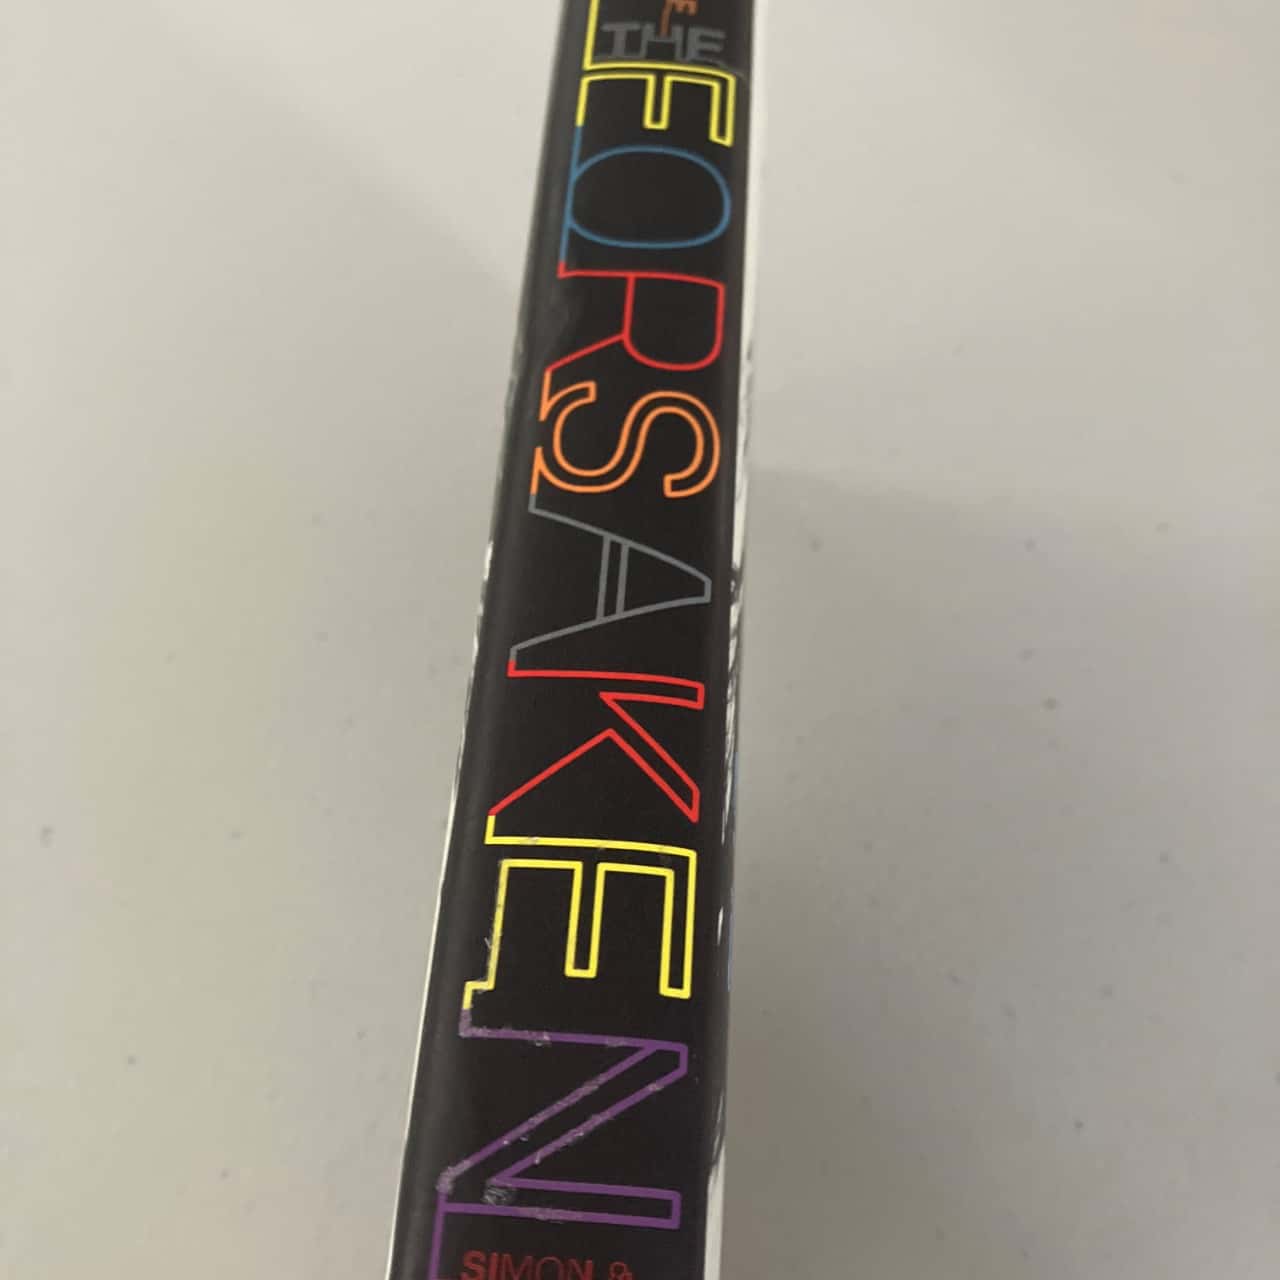 THE
FORSAKEN
SIMON &